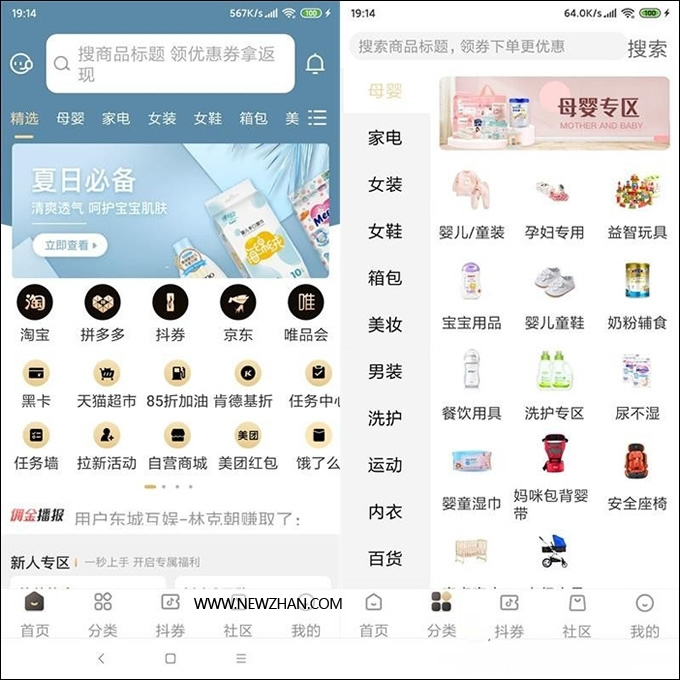 19:14
567K/s
100
搜商品标题 领优惠券拿返
现
精选 母婴 家电 女装 女鞋 箱包 美
夏日必备
清爽透气 呵护宝宝肌肤
立即查看
淘 唯
淘宝 拼多多 抖券 京东 唯品会
黑卡 天猫超市 85折加油 肯德基折 任务中心
美团
任务墙 拉新活动 自营商城 美团红包 饿了么
佣金播报
用户东城互娱-林克朝赚取了:
新人专区 一秒上手 开启专属福利
WWW.NEWZHAN.COM
首页 分类 抖券 社区 我的
19:14
64.0K/s
100
搜索商品标题,领券下单更优惠
搜索
母婴
家电
女装
女鞋
箱包
美妆
男装
洗护
运动
内衣
百货
母婴专区
MOTHER AND BABY
婴儿/童装 孕妇专用 益智玩具
宝宝用品 婴儿童鞋 奶粉辅食
餐饮用具 洗护专区 尿不湿
婴童湿巾 妈咪包背婴带 安全座椅
首页 分类 抖券 社区 我的